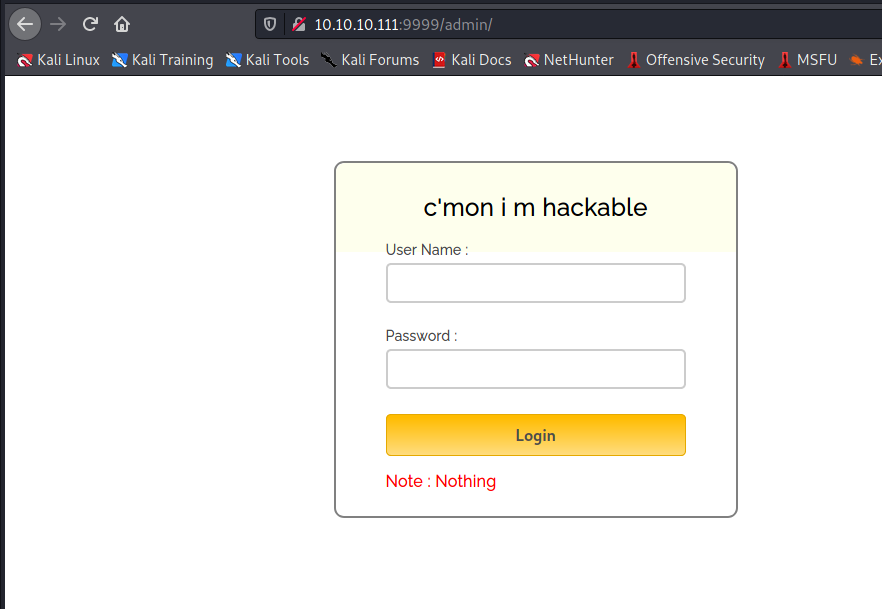 10.10.10.111:9999/admin/
Kali Linux Kali Training Kali Tools Kali Forums Kali Docs NetHunter Offensive Security MSFU Ex
c'mon i m hackable
User Name :
Password :
Login
Note : Nothing